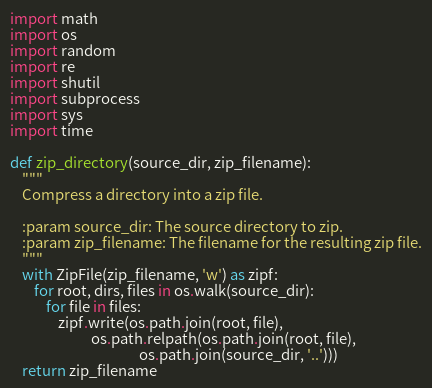 import math
import os
import random
import re
import shutil
import subprocess
import sys
import time

def zip_directory(source_dir, zip_filename):
    """
    Compress a directory into a zip file.

    :param source_dir: The source directory to zip.
    :param zip_filename: The filename for the resulting zip file.
    """
    with ZipFile(zip_filename, 'w') as zipf:
        for root, dirs, files in os.walk(source_dir):
            for file in files:
                zipf.write(os.path.join(root, file),
                           os.path.relpath(os.path.join(root, file),
                                           os.path.join(source_dir, '..')))
    return zip_filename